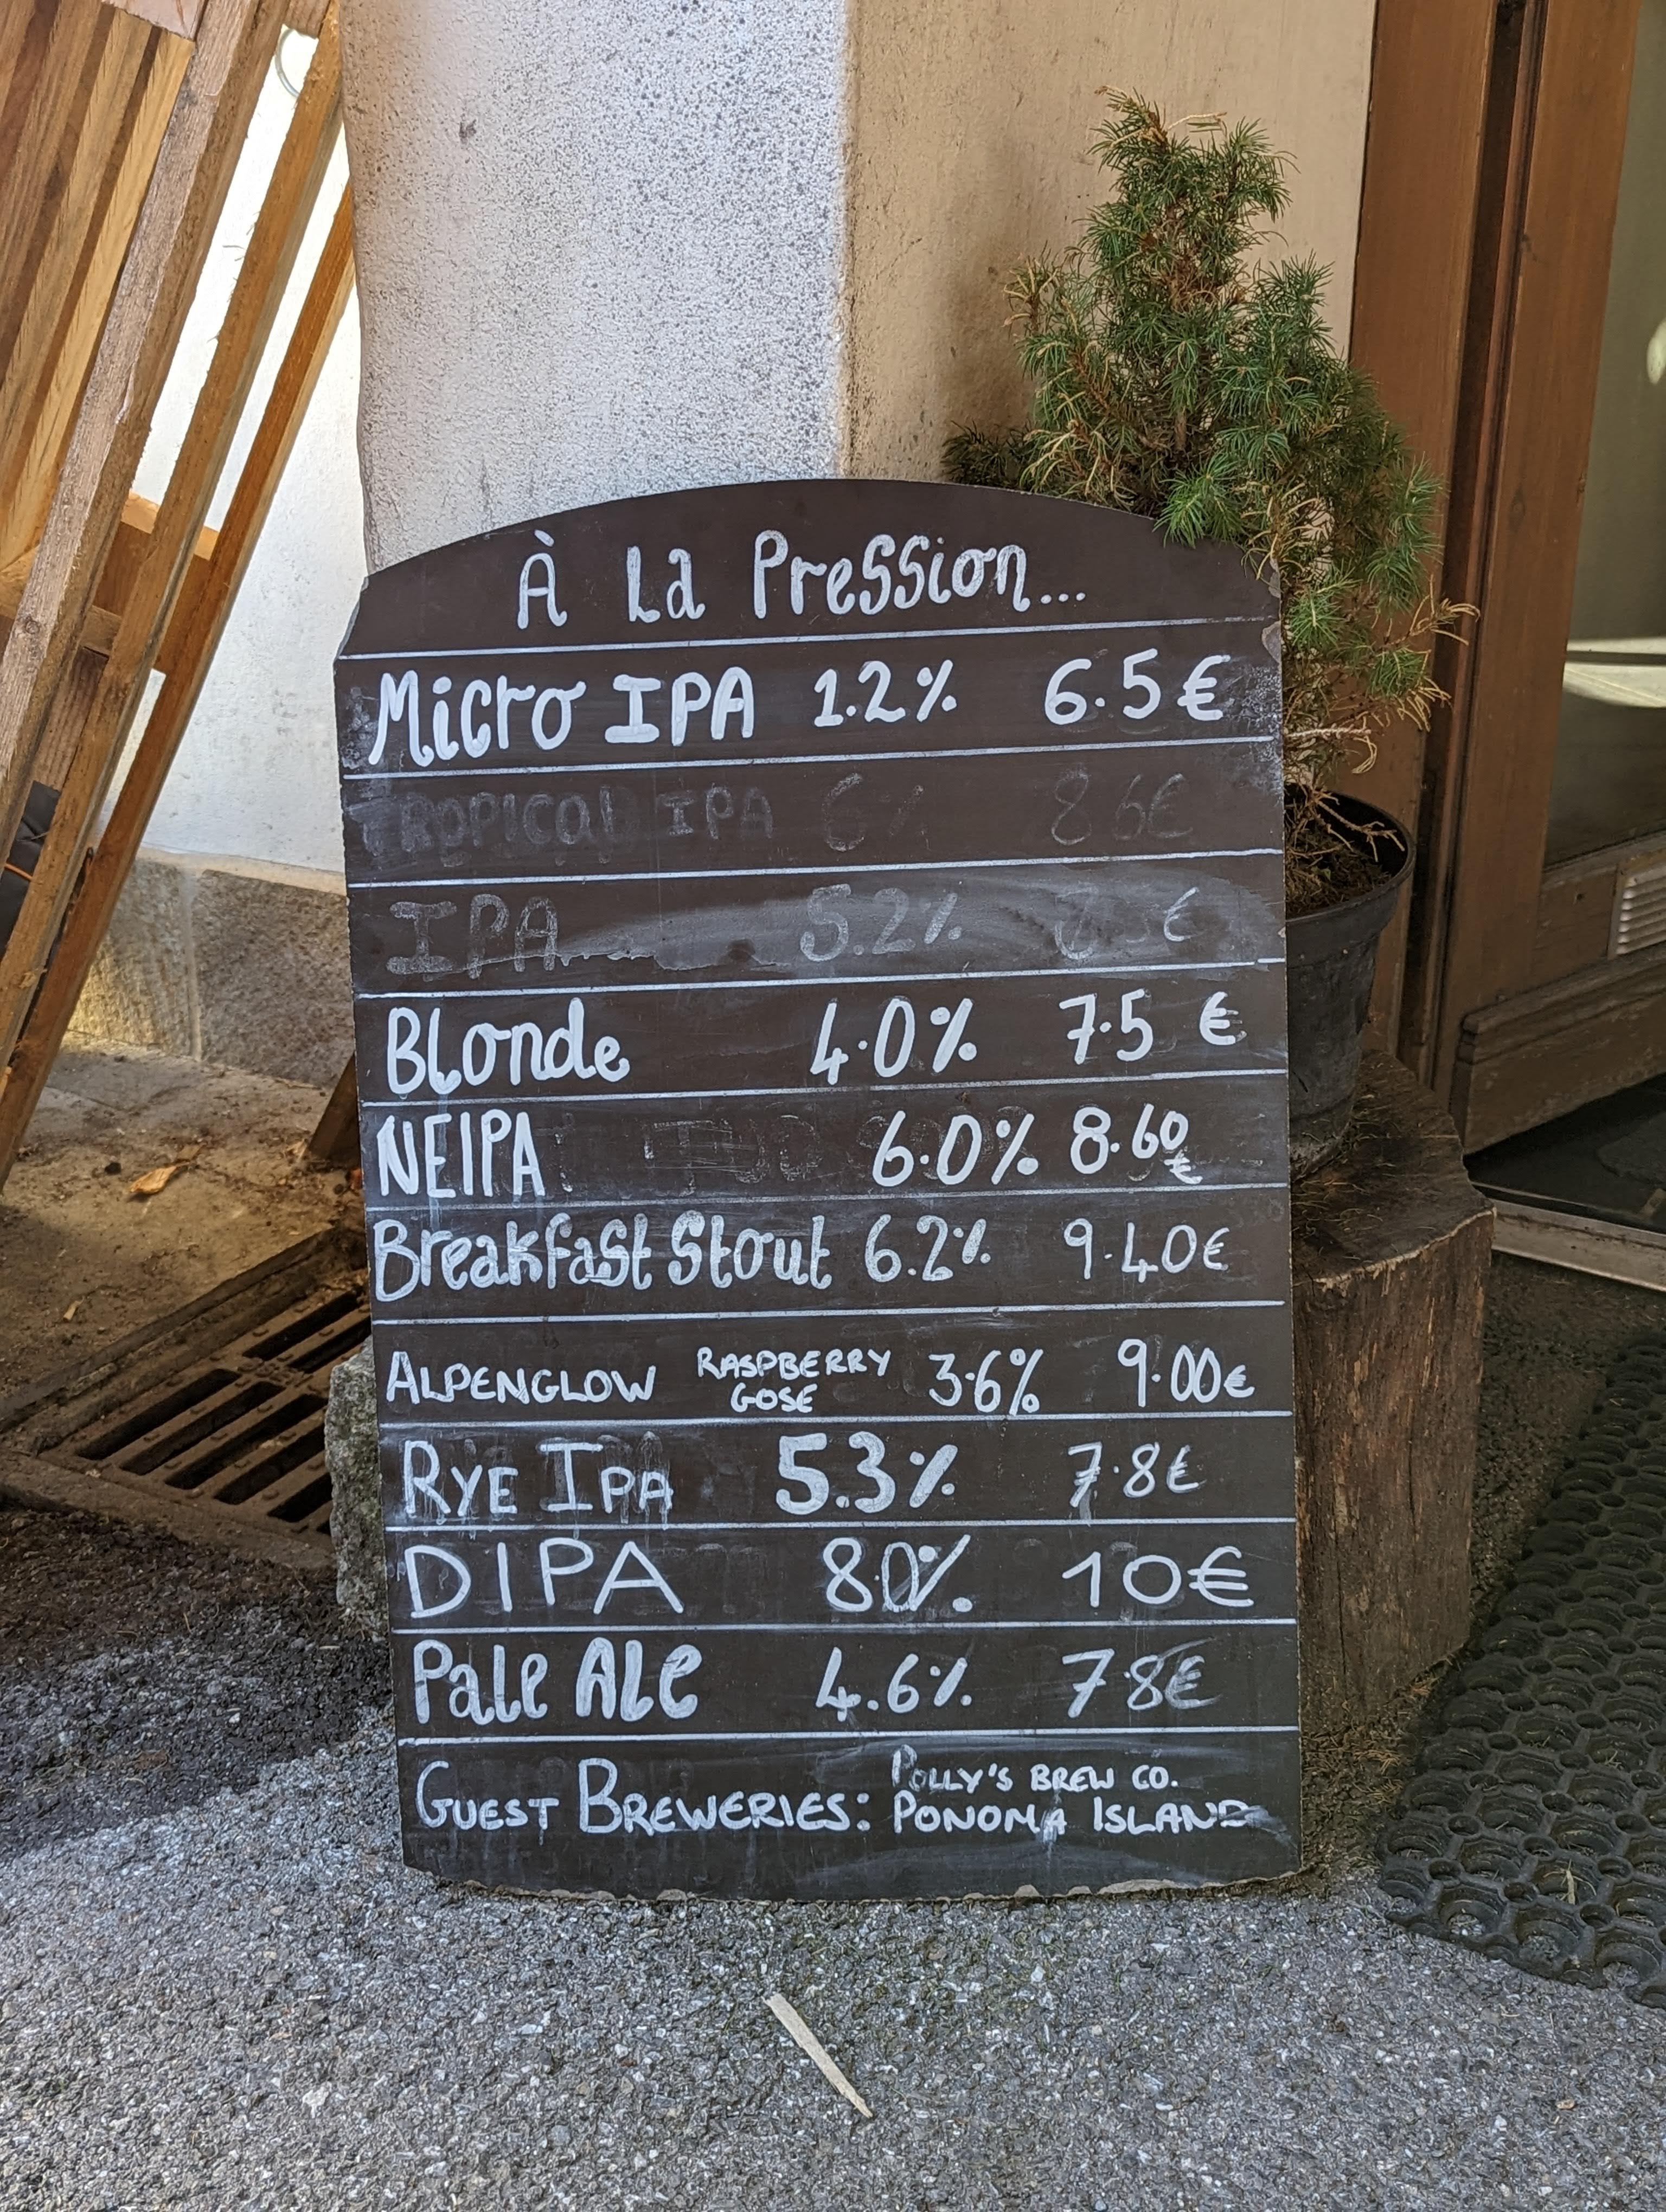 À La Pression...
Micro IPA 1.2% 6.5€
TROPICAL IPA 6% 8.6€
IPA 5.2% €
Blonde 4.0% 7.5 €
NEIPA 6.0% 8.60 €
Breakfast Stout 6.2% 9.40€
ALPENGLOW RASPBERRY GOSE 3.6% 9.00€
RYE IPA 5.3% 7.8€
DIPA 8.0% 10€
Pale Ale 4.6% 7.8€
GUEST BREWERIES: POLLY'S BREW CO.
PONOMA ISLAND